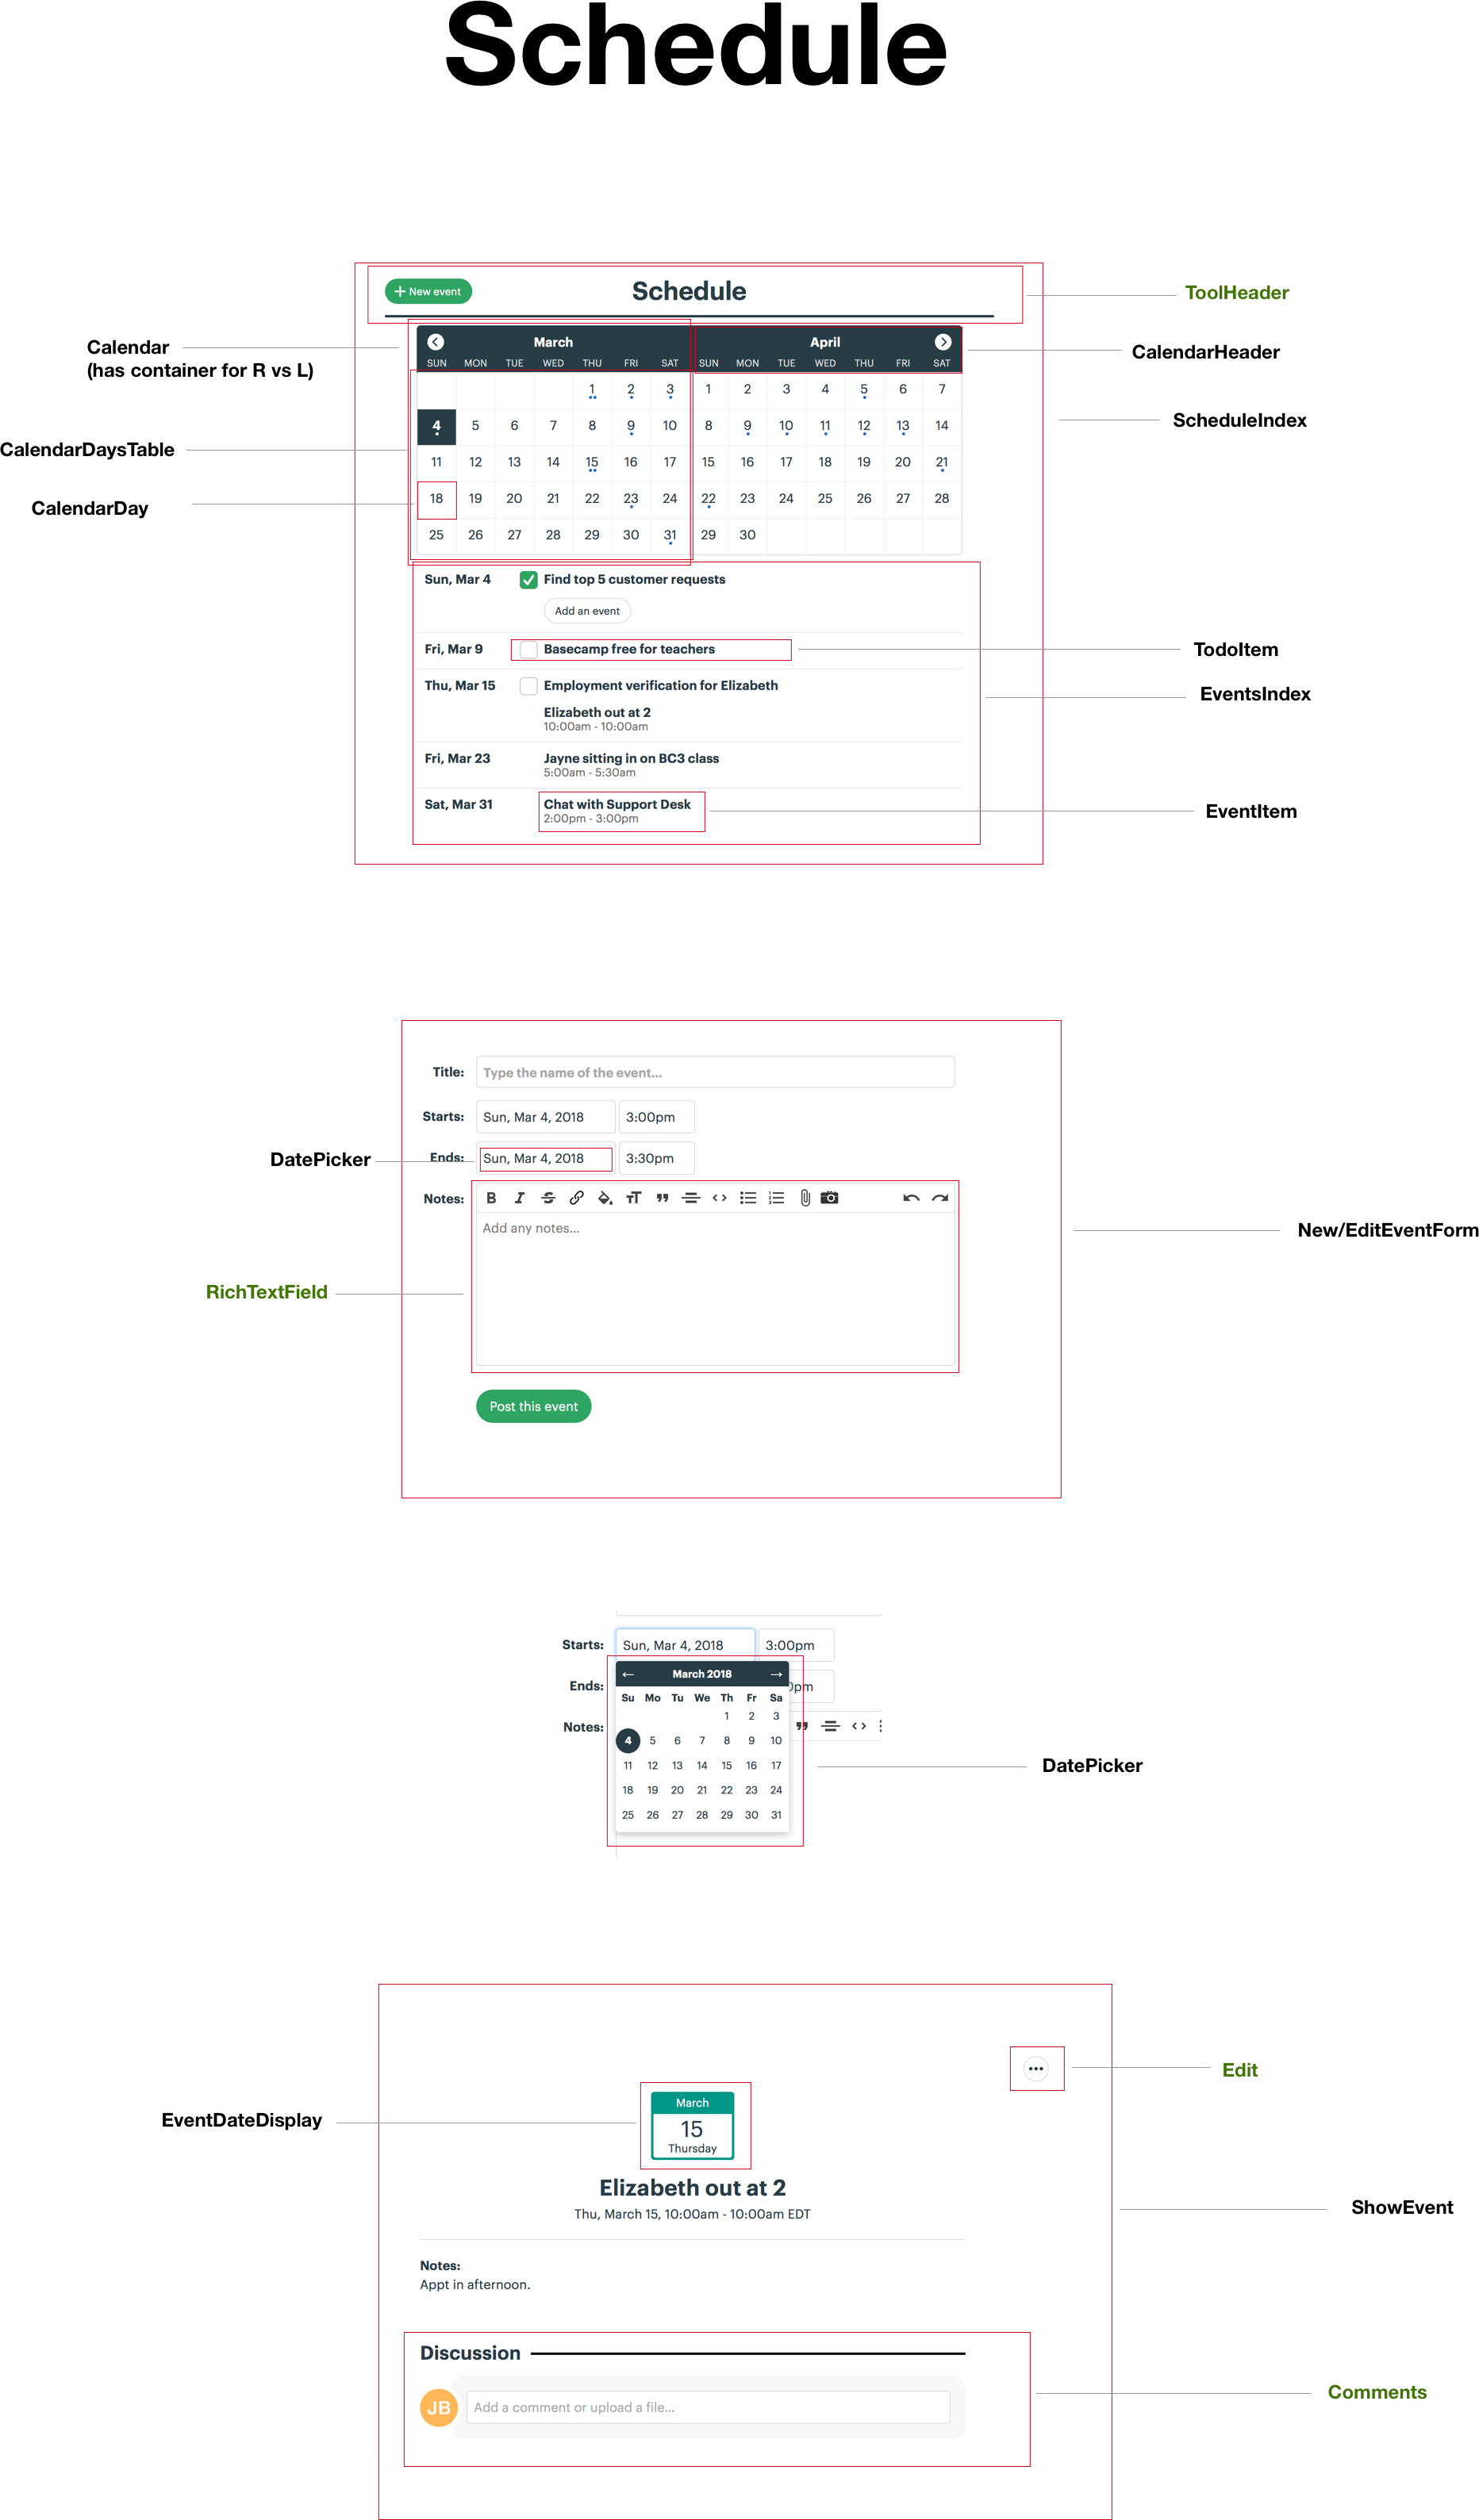 Schedule
New event
Schedule
ToolHeader
Calendar
(has container for R vs L)
March
April
CalendarHeader
SUN MON TUE WED THU FRI SAT SUN MON TUE WED THU FRI SAT
1 2 3 1 2 3 4 5 6 7
4 5 6 7 8 9 10 8 9 10 11 12 13 14
ScheduleIndex
CalendarDaysTable
11 12 13 14 15 16 17 15 16 17 18 19 20 21
CalendarDay
18 19 20 21 22 23 24 22 23 24 25 26 27 28
25 26 27 28 29 30 31 29 30
Sun, Mar 4 Find top 5 customer requests
Add an event
Fri, Mar 9 Basecamp free for teachers
TodoItem
Thu, Mar 15 Employment verification for Elizabeth
EventsIndex
Elizabeth out at 2
10:00am - 10:00am
Fri, Mar 23 Jayne sitting in on BC3 class
5:00am - 5:30am
Sat, Mar 31 Chat with Support Desk
2:00pm - 3:00pm
EventItem
Title: Type the name of the event...
Starts: Sun, Mar 4, 2018 3:00pm
DatePicker
Ends: Sun, Mar 4, 2018 3:30pm
Notes:
Add any notes...
New/EditEventForm
RichTextField
Post this event
Starts: Sun, Mar 4, 2018 3:00pm
Ends: pm
Notes:
March 2018
Su Mo Tu We Th Fr Sa
1 2 3
4 5 6 7 8 9 10
11 12 13 14 15 16 17
DatePicker
18 19 20 21 22 23 24
25 26 27 28 29 30 31
Edit
March
15
Thursday
EventDateDisplay
Elizabeth out at 2
Thu, March 15, 10:00am - 10:00am EDT
ShowEvent
Notes:
Appt in afternoon.
Discussion
JB Add a comment or upload a file...
Comments